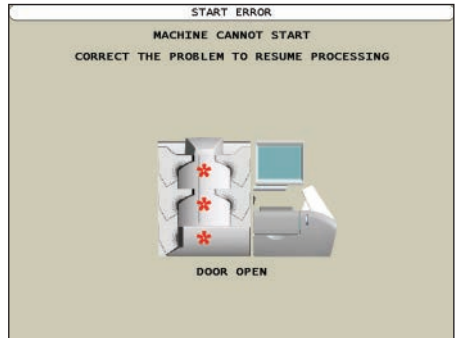 START ERROR
MACHINE CANNOT START
CORRECT THE PROBLEM TO RESUME PROCESSING
DOOR OPEN